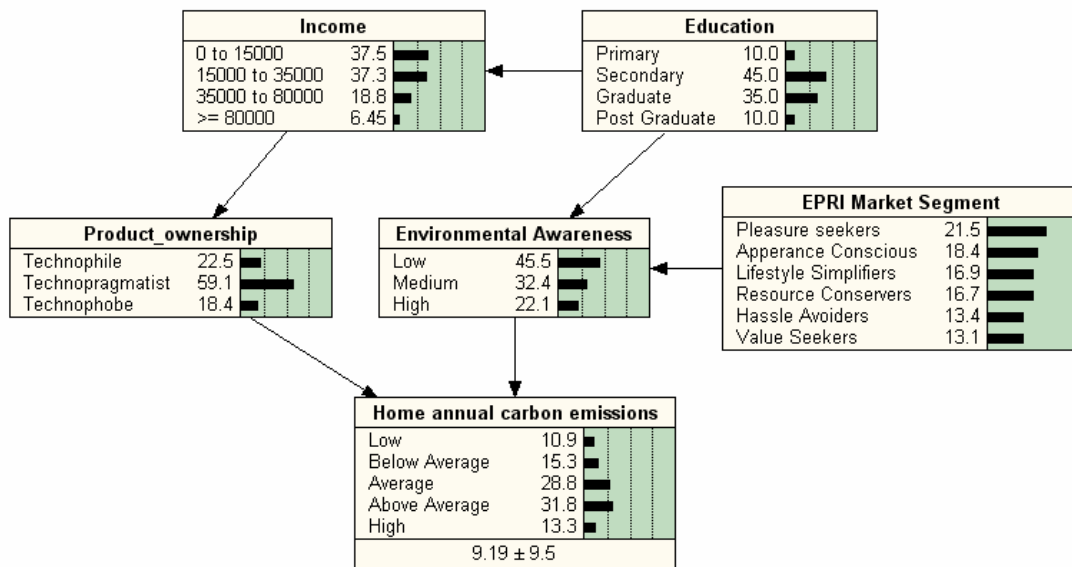 Income
0 to 15000 37.5
15000 to 35000 37.3
35000 to 80000 18.8
>= 80000 6.45
Education
Primary 10.0
Secondary 45.0
Graduate 35.0
Post Graduate 10.0
Product_ownership
Technophile 22.5
Technopragmatist 59.1
Technophobe 18.4
Environmental Awareness
Low 45.5
Medium 32.4
High 22.1
EPRI Market Segment
Pleasure seekers 21.5
Apperance Conscious 18.4
Lifestyle Simplifiers 16.9
Resource Conservers 16.7
Hassle Avoiders 13.4
Value Seekers 13.1
Home annual carbon emissions
Low 10.9
Below Average 15.3
Average 28.8
Above Average 31.8
High 13.3
9.19 ± 9.5